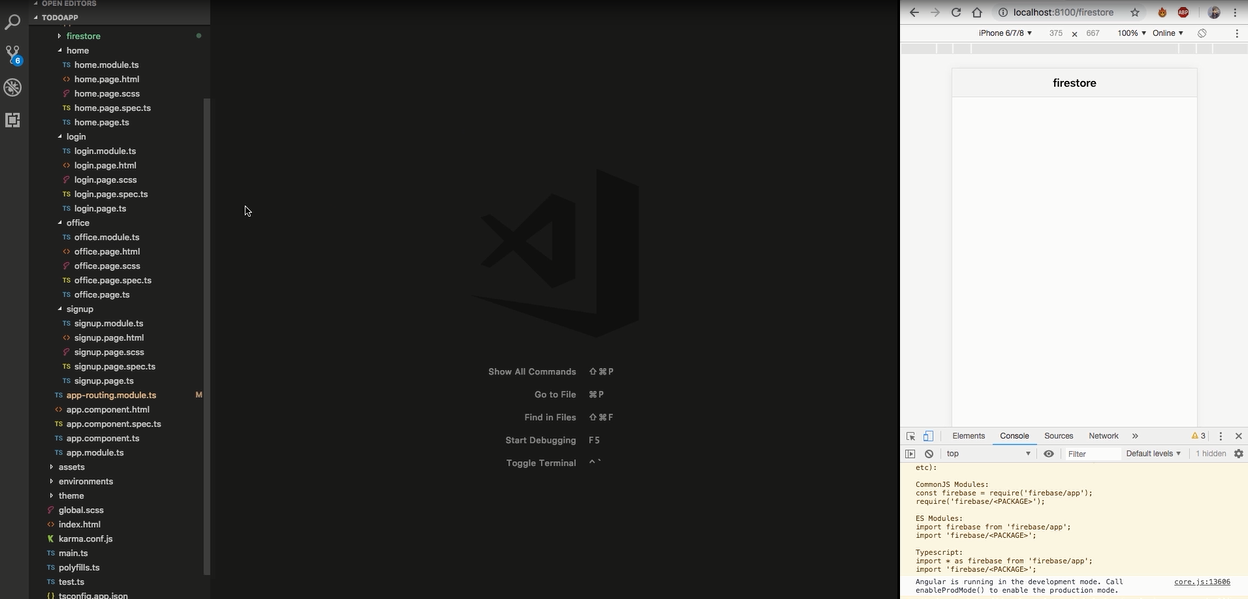 OPEN EDITORS
TODOAPP
firestore
home
TS home.module.ts
<> home.page.html
home.page.scss
TS home.page.spec.ts
TS home.page.ts
login
TS login.module.ts
<> login.page.html
login.page.scss
TS login.page.spec.ts
TS login.page.ts
office
TS office.module.ts
<> office.page.html
office.page.scss
TS office.page.spec.ts
TS office.page.ts
signup
TS signup.module.ts
<> signup.page.html
signup.page.scss
TS signup.page.spec.ts
TS signup.page.ts
TS app-routing.module.ts M
<> app.component.html
TS app.component.spec.ts
TS app.component.ts
TS app.module.ts
assets
environments
theme
global.scss
<> index.html
karma.conf.js
TS main.ts
TS polyfills.ts
TS test.ts
{} tsconfig.app.json
6
Show All Commands ⇧⌘P
Go to File ⌘P
Find in Files ⇧⌘F
Start Debugging F5
Toggle Terminal ^`
localhost:8100/firestore
ABP
iPhone 6/7/8 ▼ 375 × 667 100% ▼ Online ▼
firestore
Elements Console Sources Network » 3
top ▼ Filter Default levels ▼ 1 hidden
etc):
CommonJS Modules:
const firebase = require('firebase/app');
require('firebase/<PACKAGE>');
ES Modules:
import firebase from 'firebase/app';
import 'firebase/<PACKAGE>';
Typescript:
import * as firebase from 'firebase/app';
import 'firebase/<PACKAGE>';
Angular is running in the development mode. Call core.js:13606
enableProdMode() to enable the production mode.